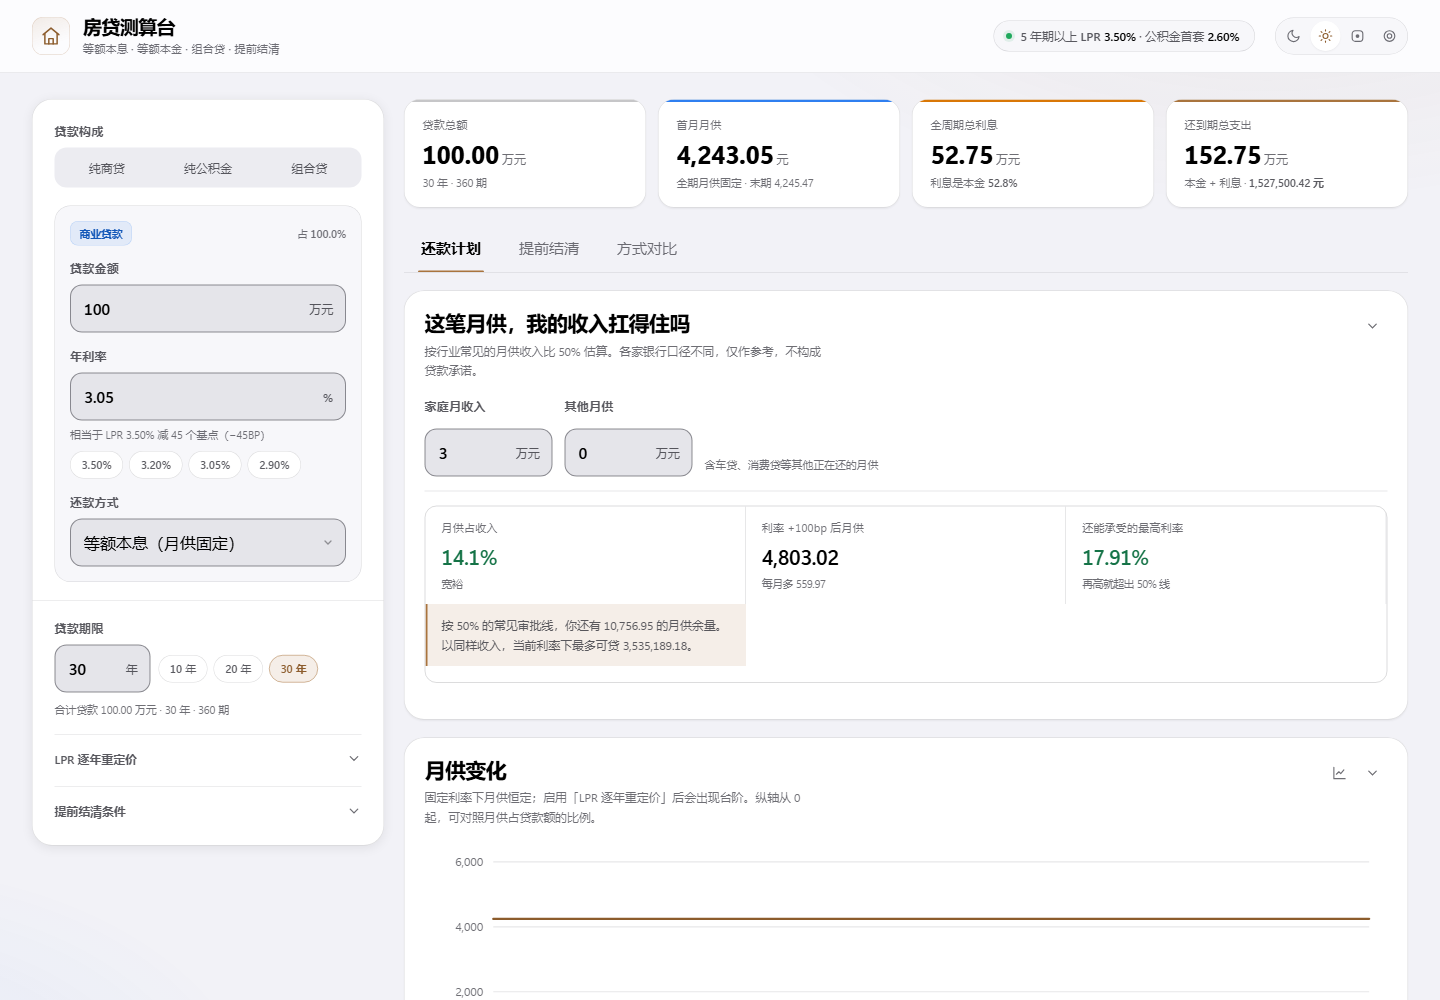 房贷测算台
等额本息 · 等额本金 · 组合贷 · 提前结清
5 年期以上 LPR 3.50% · 公积金首套 2.60%
贷款构成
纯商贷
纯公积金
组合贷
商业贷款
占 100.0%
贷款金额
100 万元
年利率
3.05 %
相当于 LPR 3.50% 减 45 个基点（−45BP）
3.50%
3.20%
3.05%
2.90%
还款方式
等额本息（月供固定）
贷款期限
30 年
10 年
20 年
30 年
合计贷款 100.00 万元 · 30 年 · 360 期
LPR 逐年重定价
提前结清条件
贷款总额
100.00 万元
30 年 · 360 期
首月月供
4,243.05 元
全期月供固定 · 末期 4,245.47
全周期总利息
52.75 万元
利息是本金 52.8%
还到期总支出
152.75 万元
本金 + 利息 · 1,527,500.42 元
还款计划
提前结清
方式对比
这笔月供，我的收入扛得住吗
按行业常见的月供收入比 50% 估算。各家银行口径不同，仅作参考，不构成
贷款承诺。
家庭月收入
其他月供
3 万元
0 万元
含车贷、消费贷等其他正在还的月供
月供占收入
14.1%
宽裕
利率 +100bp 后月供
4,803.02
每月多 559.97
还能承受的最高利率
17.91%
再高就超出 50% 线
按 50% 的常见审批线，你还有 10,756.95 的月供余量。
以同样收入，当前利率下最多可贷 3,535,189.18。
月供变化
固定利率下月供恒定；启用「LPR 逐年重定价」后会出现台阶。纵轴从 0
起，可对照月供占贷款额的比例。
6,000
4,000
2,000